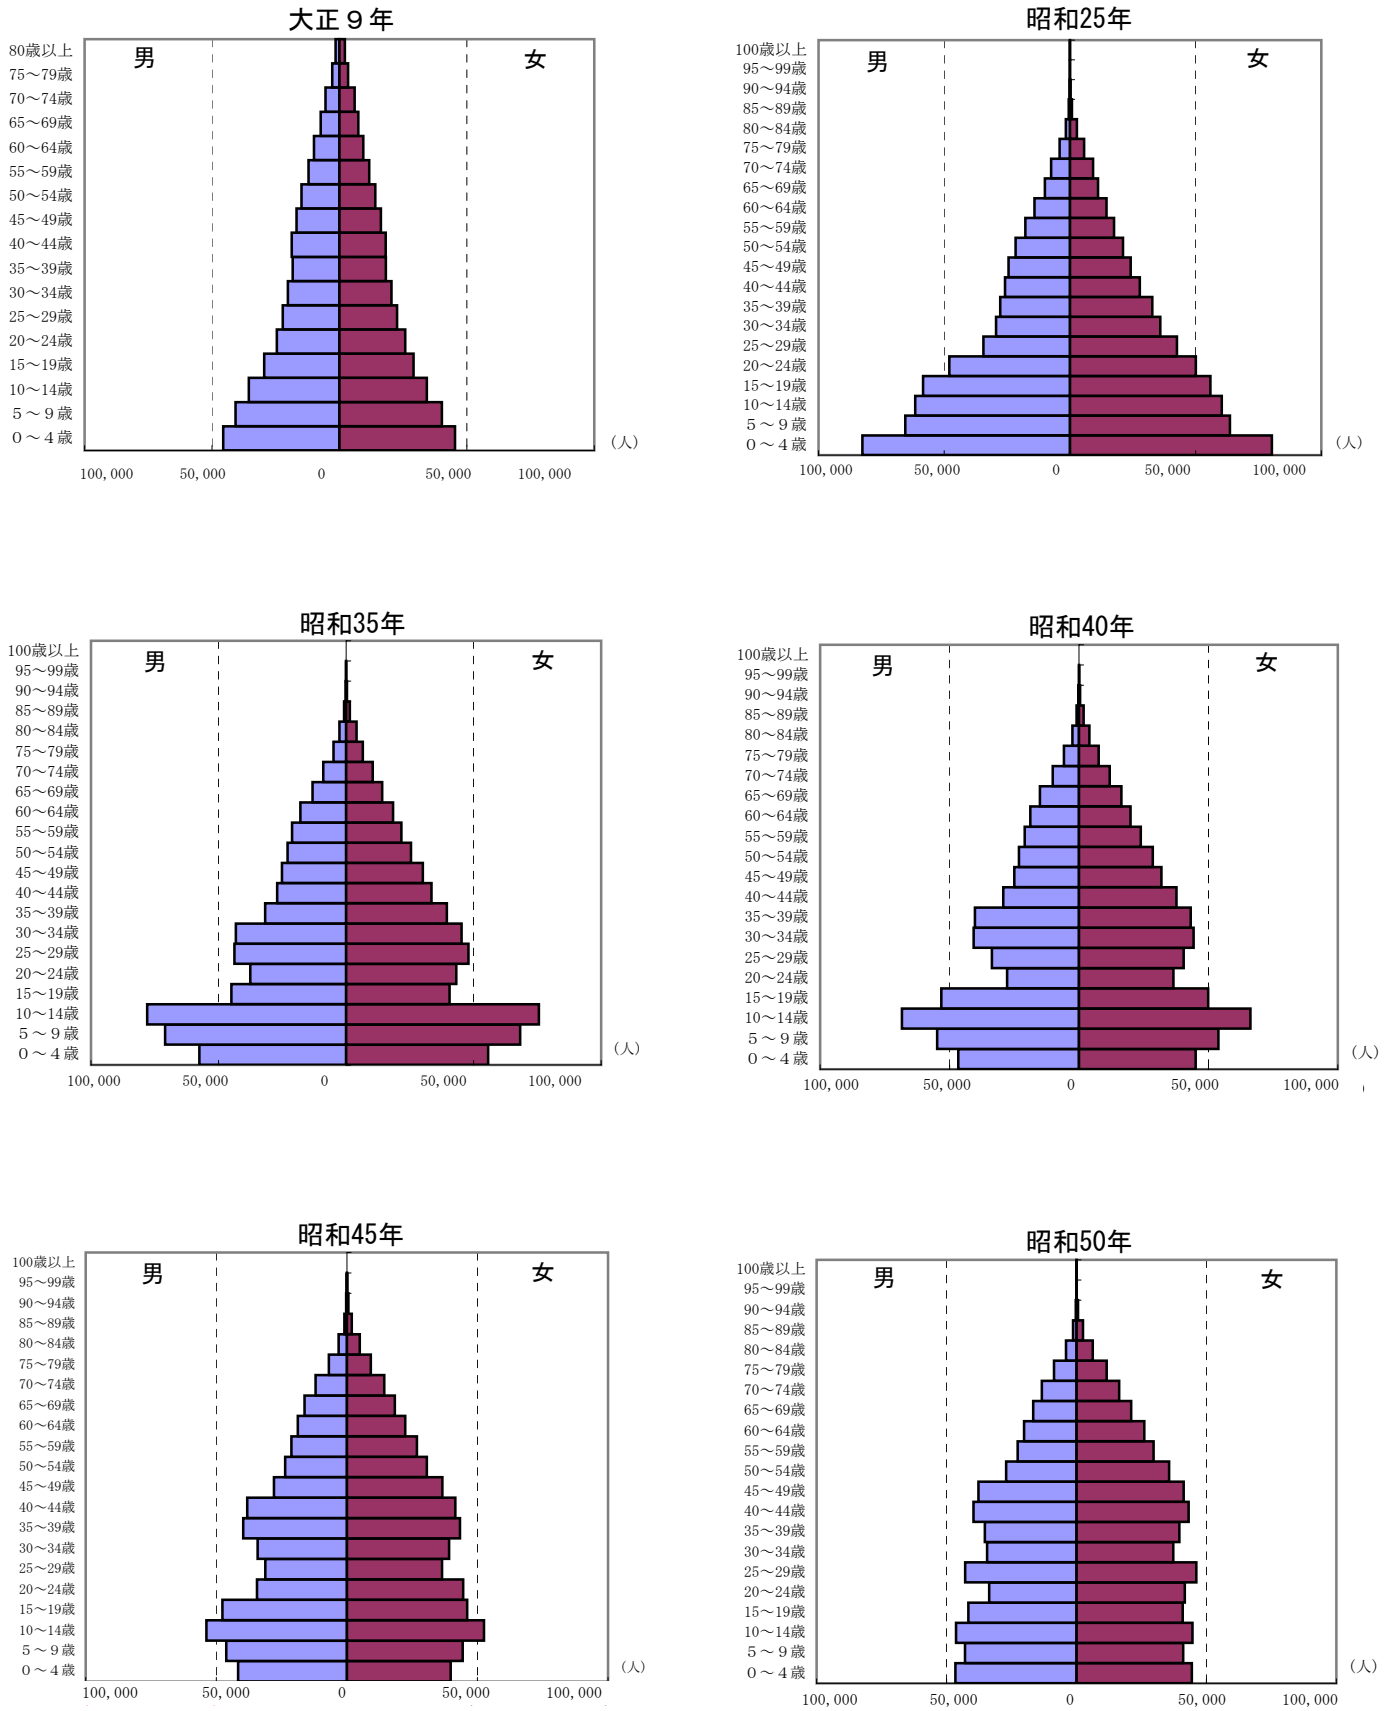 大正９年
男
女
80歳以上
75～79歳
70～74歳
65～69歳
60～64歳
55～59歳
50～54歳
45～49歳
40～44歳
35～39歳
30～34歳
25～29歳
20～24歳
15～19歳
10～14歳
５～９歳
０～４歳
(人)
100,000 50,000 0 50,000 100,000
昭和25年
男
女
100歳以上
95～99歳
90～94歳
85～89歳
80～84歳
75～79歳
70～74歳
65～69歳
60～64歳
55～59歳
50～54歳
45～49歳
40～44歳
35～39歳
30～34歳
25～29歳
20～24歳
15～19歳
10～14歳
５～９歳
０～４歳
(人)
100,000 50,000 0 50,000 100,000
昭和35年
男
女
100歳以上
95～99歳
90～94歳
85～89歳
80～84歳
75～79歳
70～74歳
65～69歳
60～64歳
55～59歳
50～54歳
45～49歳
40～44歳
35～39歳
30～34歳
25～29歳
20～24歳
15～19歳
10～14歳
５～９歳
０～４歳
(人)
100,000 50,000 0 50,000 100,000
昭和40年
男
女
100歳以上
95～99歳
90～94歳
85～89歳
80～84歳
75～79歳
70～74歳
65～69歳
60～64歳
55～59歳
50～54歳
45～49歳
40～44歳
35～39歳
30～34歳
25～29歳
20～24歳
15～19歳
10～14歳
５～９歳
０～４歳
(人)
100,000 50,000 0 50,000 100,000
)
昭和45年
男
女
100歳以上
95～99歳
90～94歳
85～89歳
80～84歳
75～79歳
70～74歳
65～69歳
60～64歳
55～59歳
50～54歳
45～49歳
40～44歳
35～39歳
30～34歳
25～29歳
20～24歳
15～19歳
10～14歳
５～９歳
０～４歳
(人)
100,000 50,000 0 50,000 100,000
昭和50年
男
女
100歳以上
95～99歳
90～94歳
85～89歳
80～84歳
75～79歳
70～74歳
65～69歳
60～64歳
55～59歳
50～54歳
45～49歳
40～44歳
35～39歳
30～34歳
25～29歳
20～24歳
15～19歳
10～14歳
５～９歳
０～４歳
(人)
100,000 50,000 0 50,000 100,000